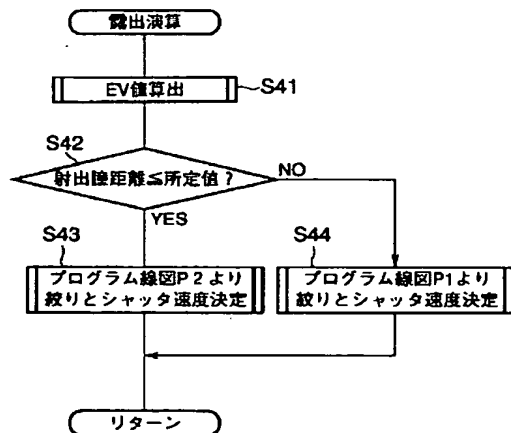 露出演算
EV値算出
S41
S42
射出瞳距離≦所定値？
NO
YES
S43
プログラム線図P2より
絞りとシャッタ速度決定
S44
プログラム線図P1より
絞りとシャッタ速度決定
リターン